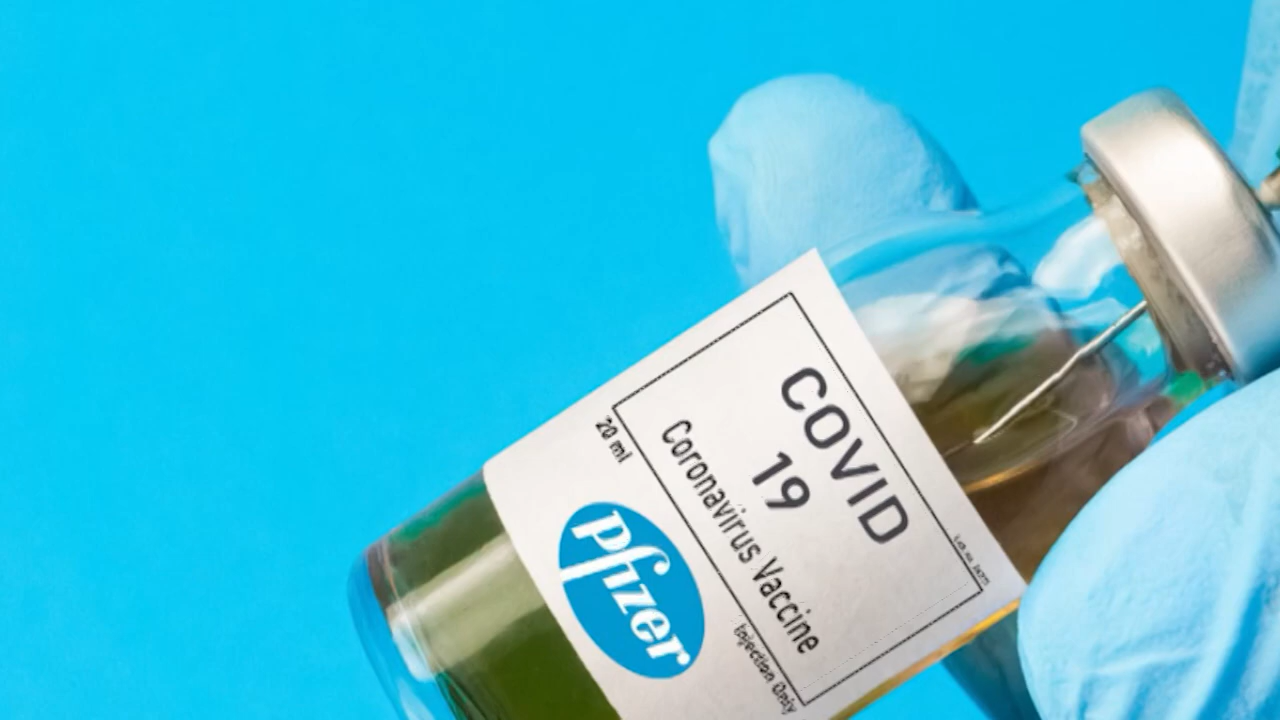 COVID
19
Coronavirus Vaccine
20 ml
Injection Only
Pfizer